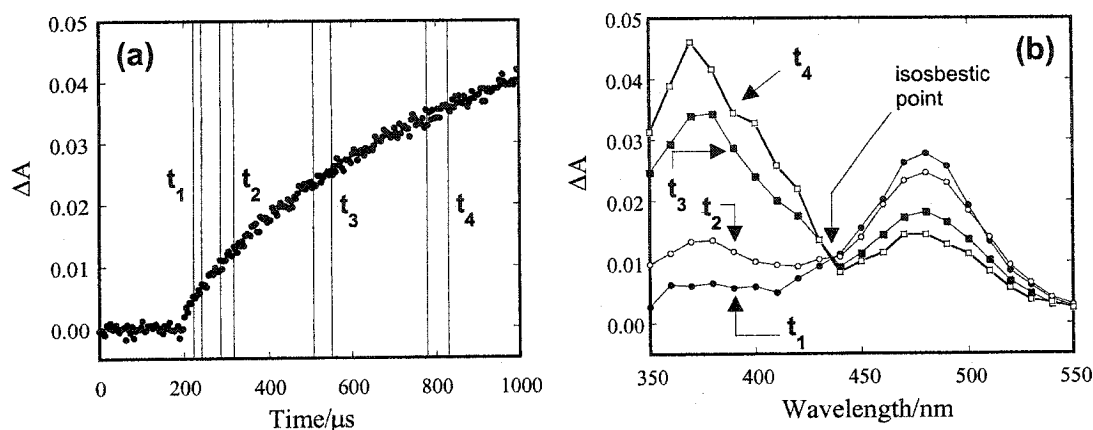 (a)
0.05
0.04
0.03
0.02
0.01
0.00
ΔA
t1
t2
t3
t4
0 200 400 600 800 1000
Time/μs
(b)
0.05
0.04
0.03
0.02
0.01
0.00
ΔA
t4
isosbestic
point
t3
t2
t1
350 400 450 500 550
Wavelength/nm